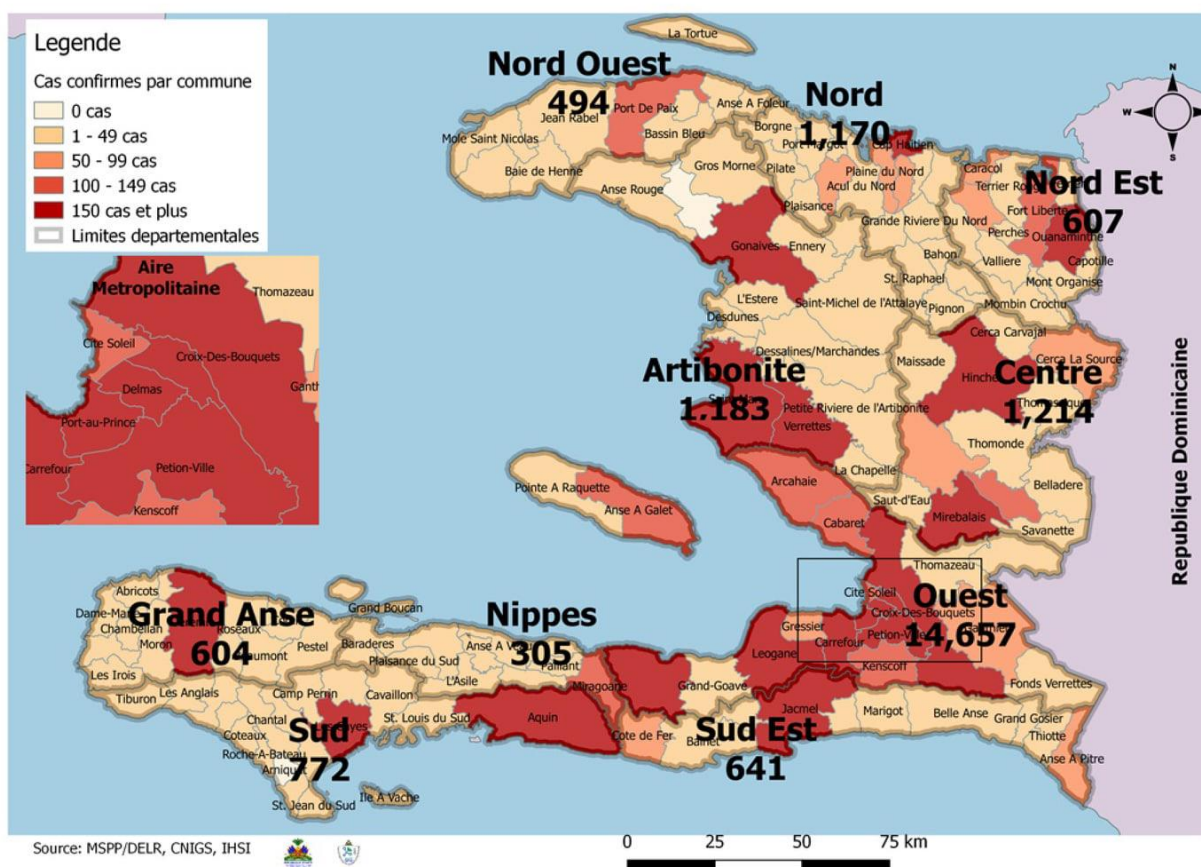 Legende
Cas confirmes par commune
0 cas
1 - 49 cas
50 - 99 cas
100 - 149 cas
150 cas et plus
Limites departementales
Aire
Metropolitaine
Thomazeau
Cite Soleil
Croix-Des-Bouquets
Delmas
Port-au-Prince
Petion-Ville
Carrefour
Kenscoff
La Tortue
Nord Ouest
494
Port De Paix
Jean Rabel
Anse A Foleur
Mole Saint Nicolas
Bassin Bleu
Baie de Henne
Nord
1,170
Borgne
Port Margot
Cap Haitien
Pilate
Plaine du Nord
Acul du Nord
Plaisance
Grande Riviere Du Nord
Bahon
St. Raphael
Pignon
N
W
S
Nord Est
607
Caracol
Terrier Rouge
Fort Liberte
Perches
Ouanaminthe
Capotille
Valliere
Mont Organise
Mombin Crochu
Gros Morne
Anse Rouge
Gonaives
Ennery
L'Estere
Saint-Michel de l'Attalaye
Desdunes
Dessalines/Marchandes
Artibonite
1.183
Petite Riviere de l'Artibonite
Verrettes
La Chapelle
Cerca Carvajal
Maissade
Cerca La Source
Centre
1,214
Thomonde
Belladere
Saut-d'Eau
Mirebalais
Savanette
Republique Dominicaine
Pointe A Raquette
Anse A Galet
Arcahaie
Cabaret
Thomazeau
Ouest
14,657
Cite Soleil
Croix-Des-Bouquets
Gressier
Carrefour
Petion-Ville
Leogane
Kenscoff
Grand-Goave
Fonds Verrettes
Abricots
Grand Anse
604
Chambellan
Moron
Roseaux
Pestel
Les Irois
Grand Boucan
Nippes
305
Baraderes
Plaisance du Sud
L'Asile
Miragoane
Tiburon
Les Anglais
Camp Perrin
Cavaillon
Chantal
St. Louis du Sud
Aquin
Coteaux
Sud
772
Roche-A-Bateau
St. Jean du Sud
Ile A Vache
Jacmel
Cote de Fer
Sud Est
641
Marigot
Belle Anse
Grand Gosier
Thiotte
Anse A Pitre
Source: MSPP/DELR, CNIGS, IHSI
0 25 50 75 km